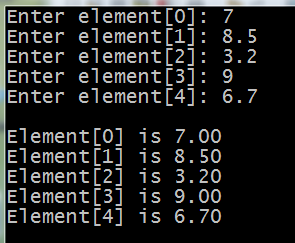 Enter element[0]: 7
Enter element[1]: 8.5
Enter element[2]: 3.2
Enter element[3]: 9
Enter element[4]: 6.7
Element[0] is 7.00
Element[1] is 8.50
Element[2] is 3.20
Element[3] is 9.00
Element[4] is 6.70